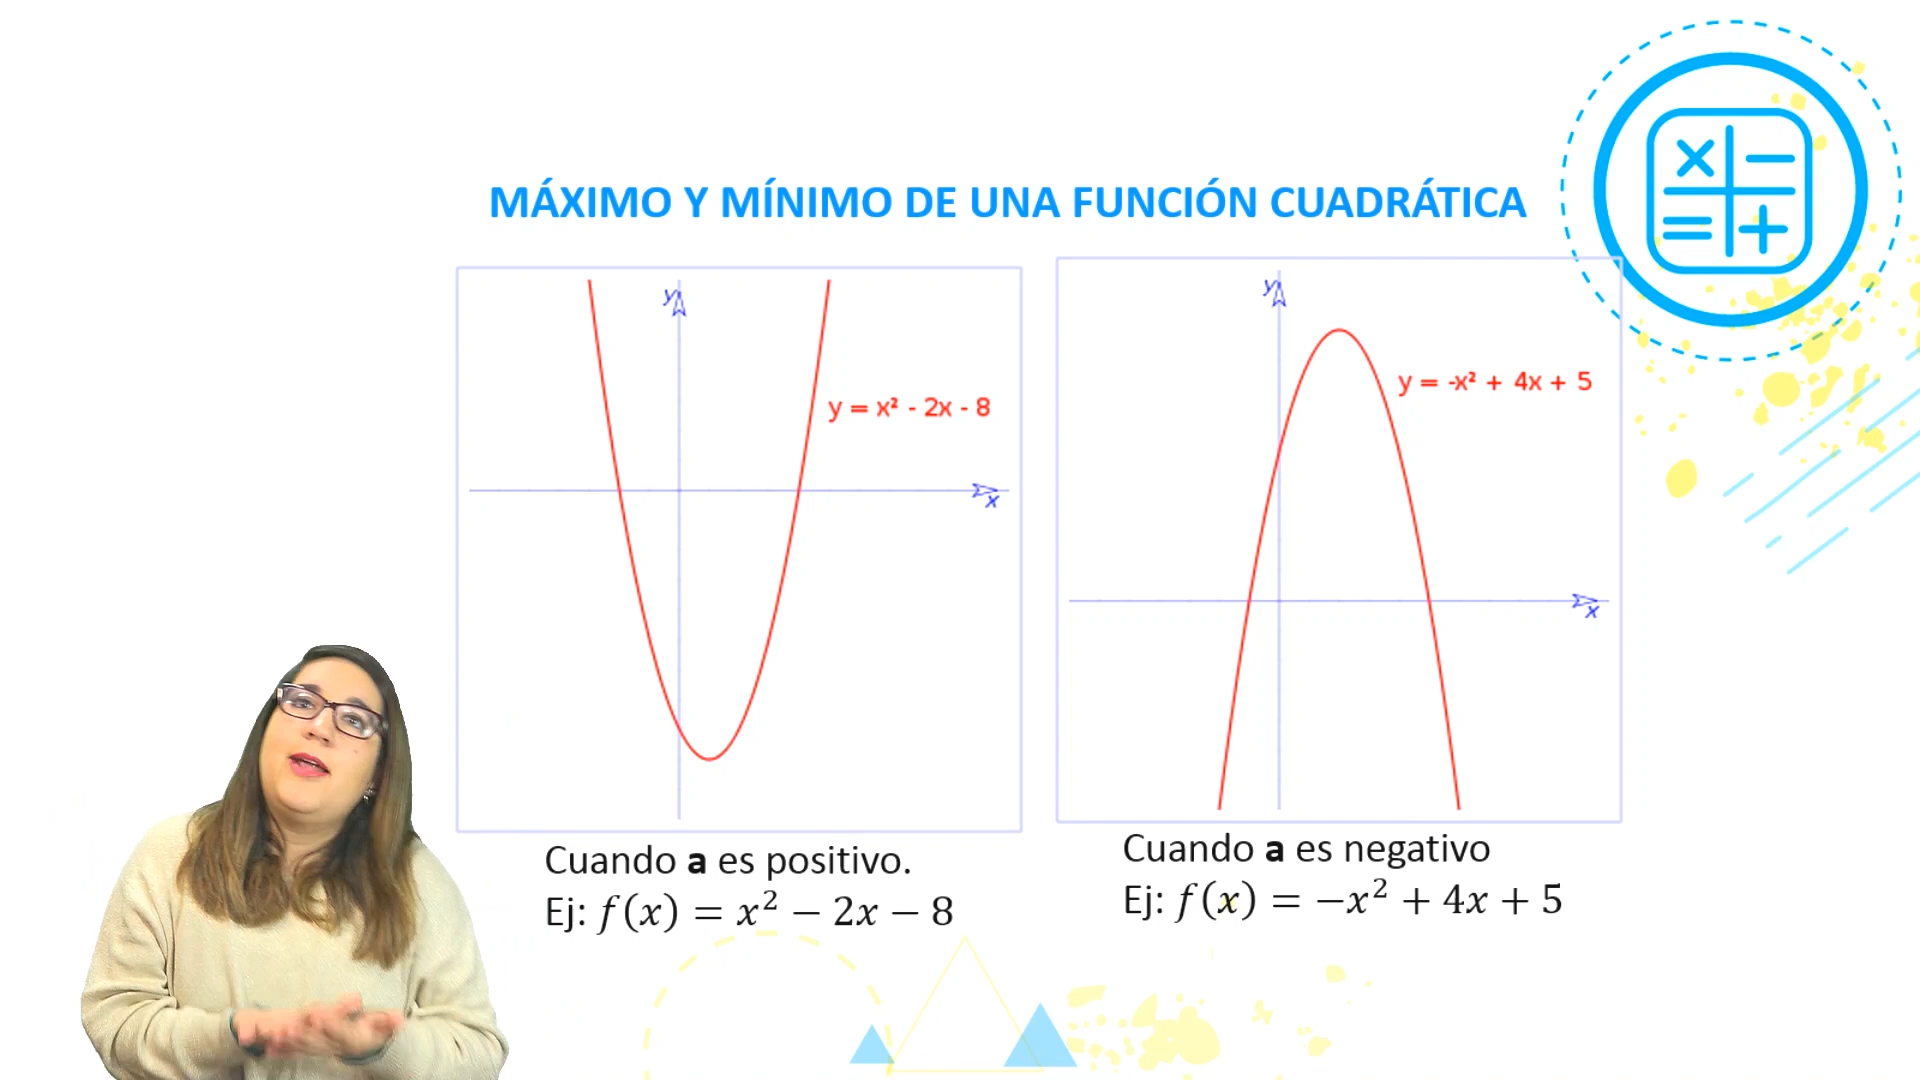 MÁXIMO Y MÍNIMO DE UNA FUNCIÓN CUADRÁTICA
y
y = x² - 2x - 8
x
Cuando a es positivo.
Ej: f(x) = x² − 2x − 8
y
y = -x² + 4x + 5
x
Cuando a es negativo
Ej: f(x) = −x² + 4x + 5